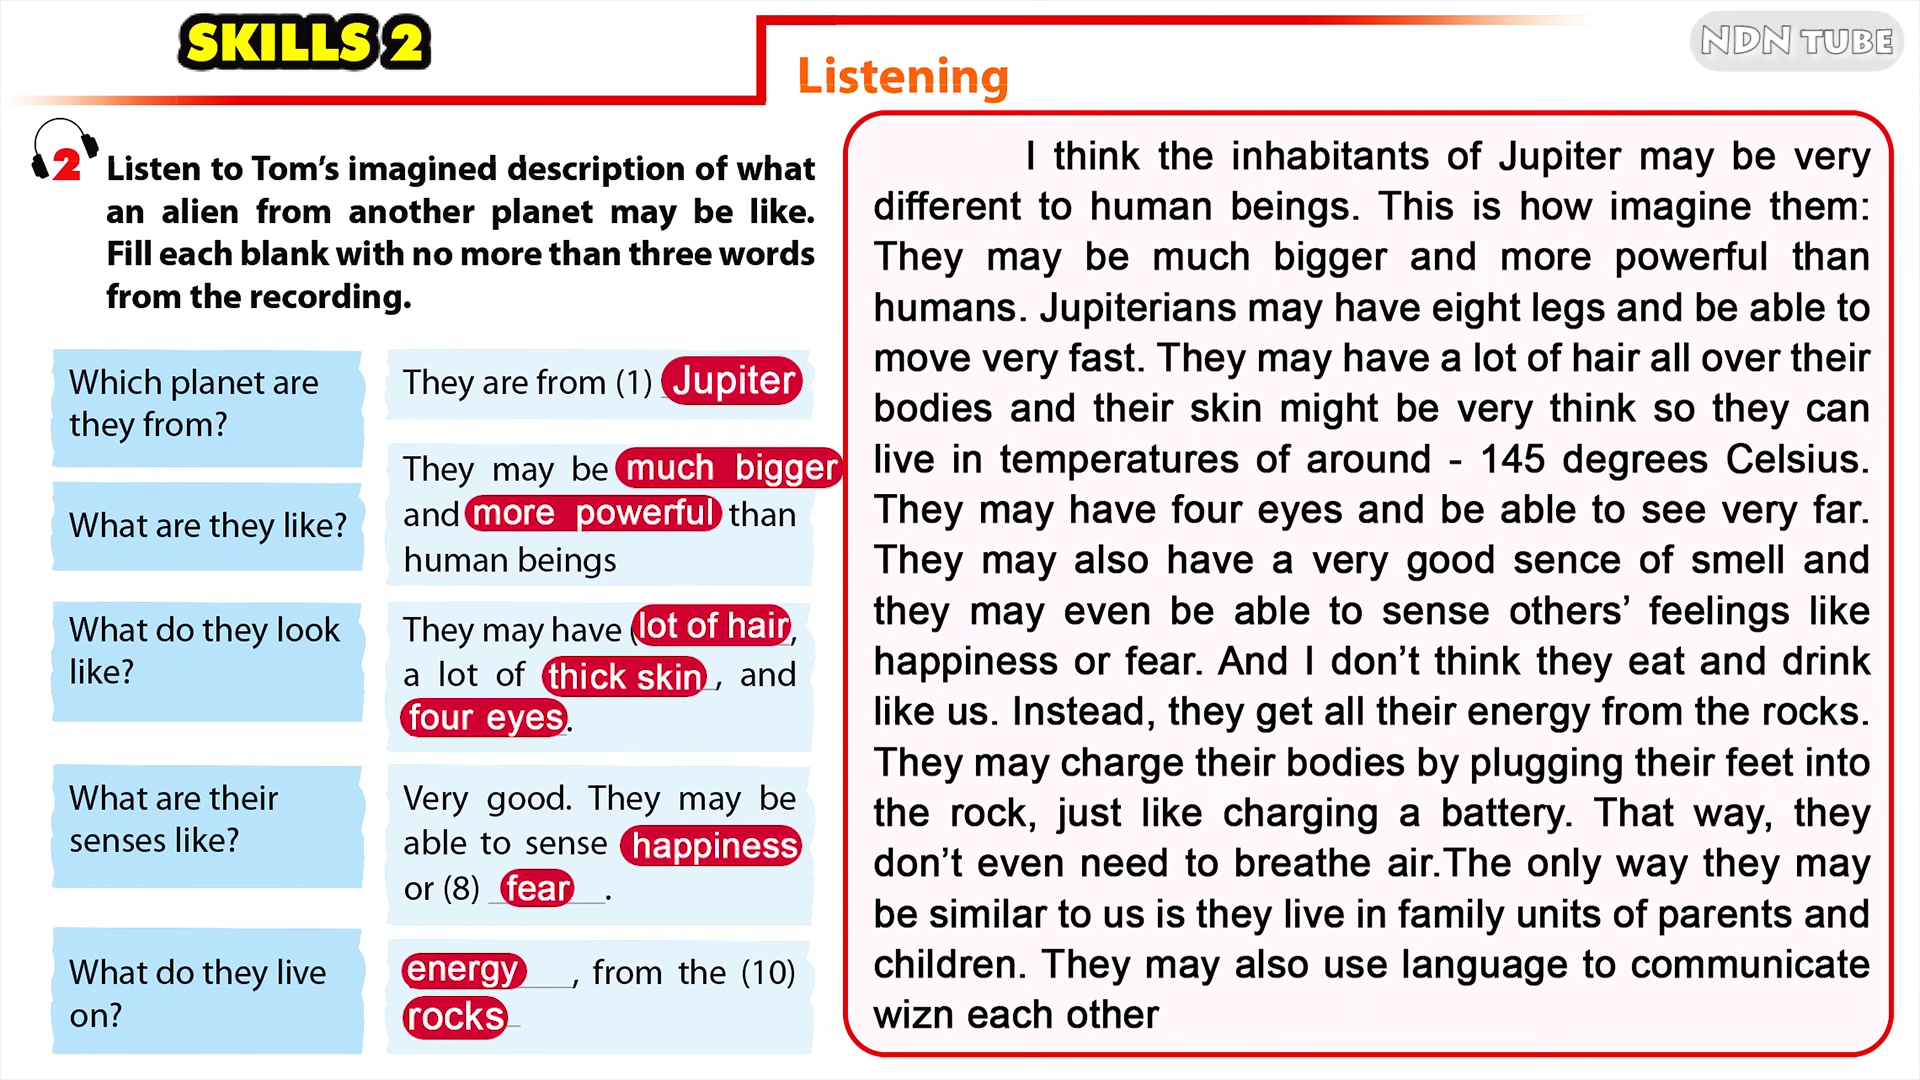 SKILLS 2
NDN TUBE
Listening
2 Listen to Tom's imagined description of what
an alien from another planet may be like.
Fill each blank with no more than three words
from the recording.
Which planet are
they from?
They are from (1) Jupiter
What are they like?
They may be much bigger
and more powerful than
human beings
What do they look
like?
They may have (lot of hair,
a lot of thick skin, and
four eyes.
What are their
senses like?
Very good. They may be
able to sense happiness
or (8) fear.
What do they live
on?
energy, from the (10)
rocks
I think the inhabitants of Jupiter may be very
different to human beings. This is how imagine them:
They may be much bigger and more powerful than
humans. Jupiterians may have eight legs and be able to
move very fast. They may have a lot of hair all over their
bodies and their skin might be very think so they can
live in temperatures of around - 145 degrees Celsius.
They may have four eyes and be able to see very far.
They may also have a very good sence of smell and
they may even be able to sense others' feelings like
happiness or fear. And I don't think they eat and drink
like us. Instead, they get all their energy from the rocks.
They may charge their bodies by plugging their feet into
the rock, just like charging a battery. That way, they
don't even need to breathe air.The only way they may
be similar to us is they live in family units of parents and
children. They may also use language to communicate
wizn each other